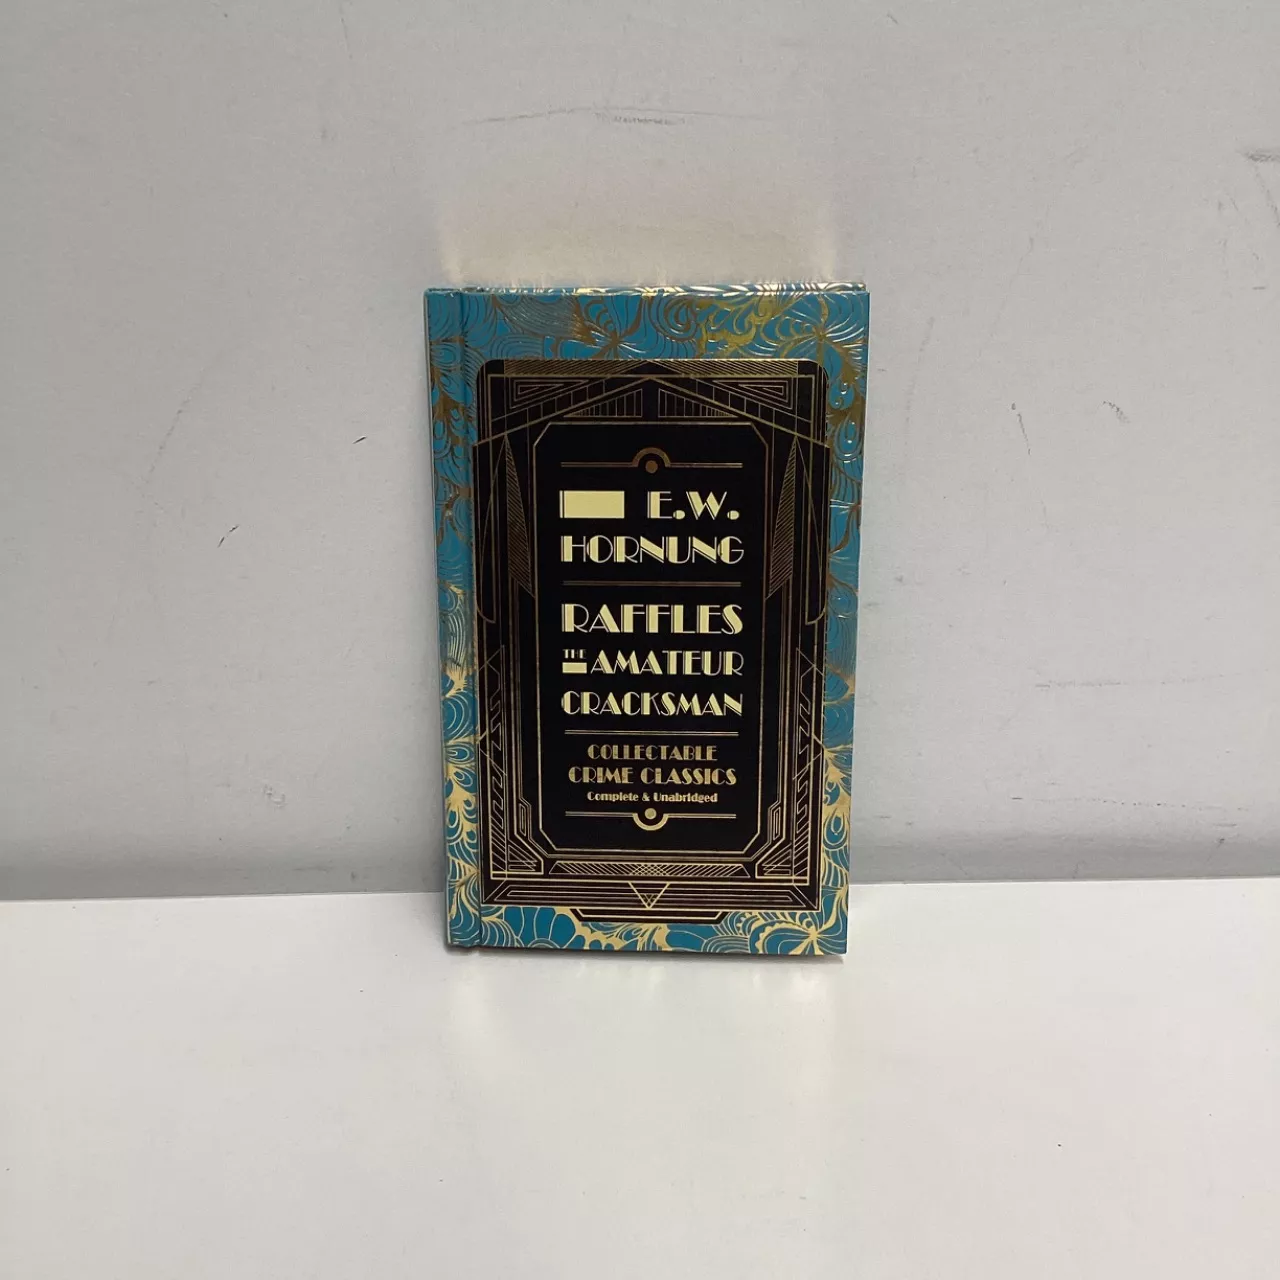 E.W.
HORNUNG
RAFFLES
THE AMATEUR
CRACKSMAN
COLLECTABLE
CRIME CLASSICS
Complete & Unabridged